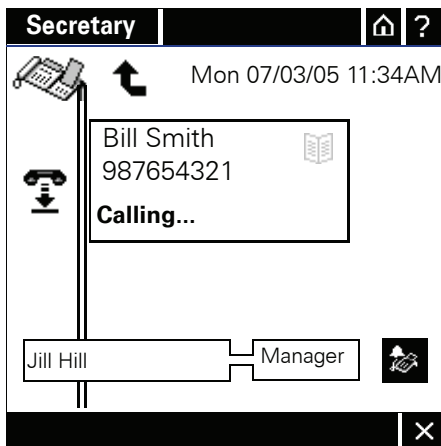 Secretary ?
Mon 07/03/05 11:34AM
Bill Smith
987654321
Calling...
Jill Hill Manager